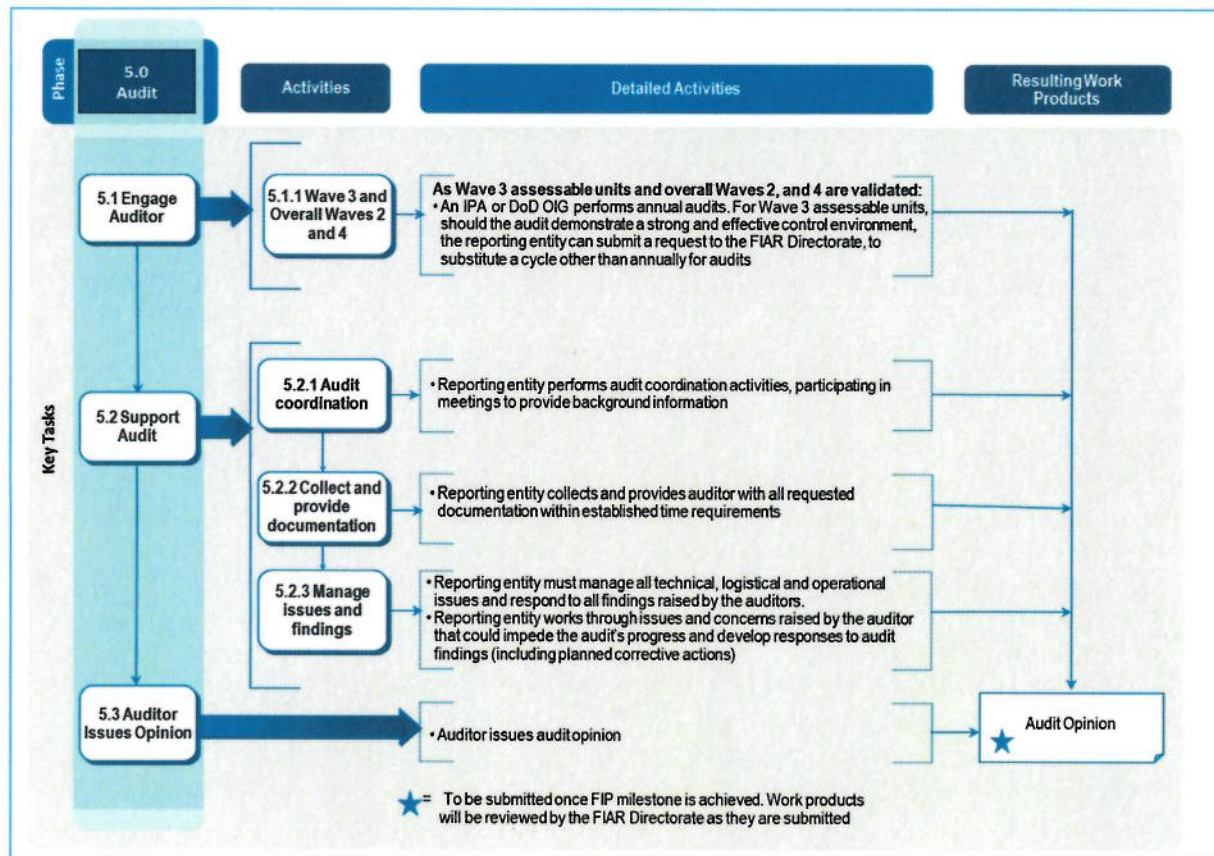 Phase
5.0
Audit
Activities
Detailed Activities
Resulting Work
Products
Key Tasks
5.1 Engage
Auditor
5.1.1 Wave 3 and
Overall Waves 2
and 4
As Wave 3 assessable units and overall Waves 2, and 4 are validated:
• An IPA or DoD OIG performs annual audits. For Wave 3 assessable units,
should the audit demonstrate a strong and effective control environment,
the reporting entity can submit a request to the FIAR Directorate, to
substitute a cycle other than annually for audits
5.2 Support
Audit
5.2.1 Audit
coordination
• Reporting entity performs audit coordination activities, participating in
meetings to provide background information
5.2.2 Collect and
provide
documentation
• Reporting entity collects and provides auditor with all requested
documentation within established time requirements
5.2.3 Manage
issues and
findings
• Reporting entity must manage all technical, logistical and operational
issues and respond to all findings raised by the auditors.
• Reporting entity works through issues and concerns raised by the auditor
that could impede the audit's progress and develop responses to audit
findings (including planned corrective actions)
5.3 Auditor
Issues Opinion
• Auditor issues audit opinion
Audit Opinion
= To be submitted once FIP milestone is achieved. Work products
will be reviewed by the FIAR Directorate as they are submitted